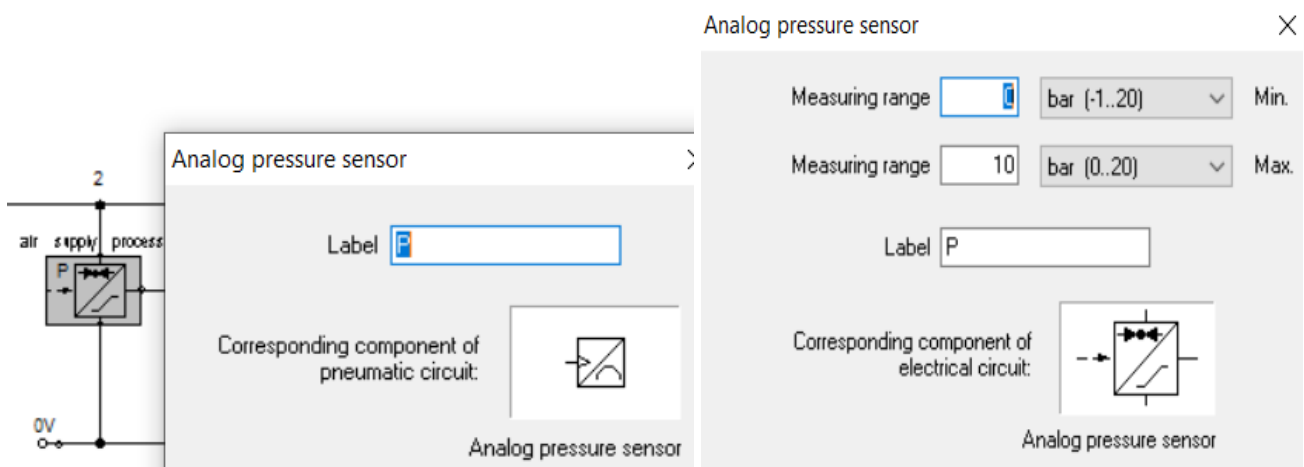 Analog pressure sensor
Measuring range 0 bar (-1..20) Min.
Measuring range 10 bar (0..20) Max.
Label P
Corresponding component of
electrical circuit:
Analog pressure sensor
2
air supply process
P
0V
Analog pressure sensor
Label P
Corresponding component of
pneumatic circuit:
Analog pressure sensor